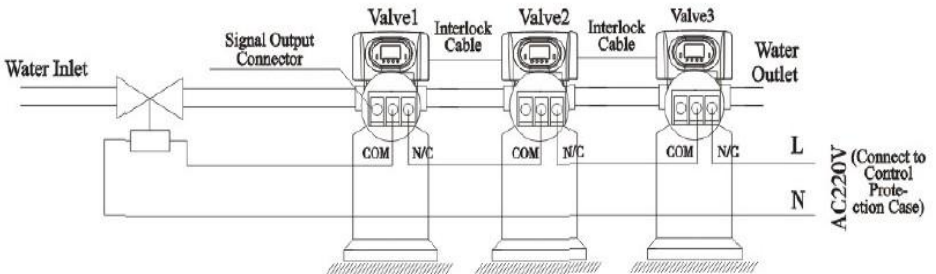 Valve1
Valve2
Valve3
Signal Output
Connector
Interlock
Cable
Interlock
Cable
Water Inlet
Water
Outlet
COM
N/C
COM
N/C
COM
N/C
L
N
AC220V
(Connect to
Control
Prote-
ction Case)